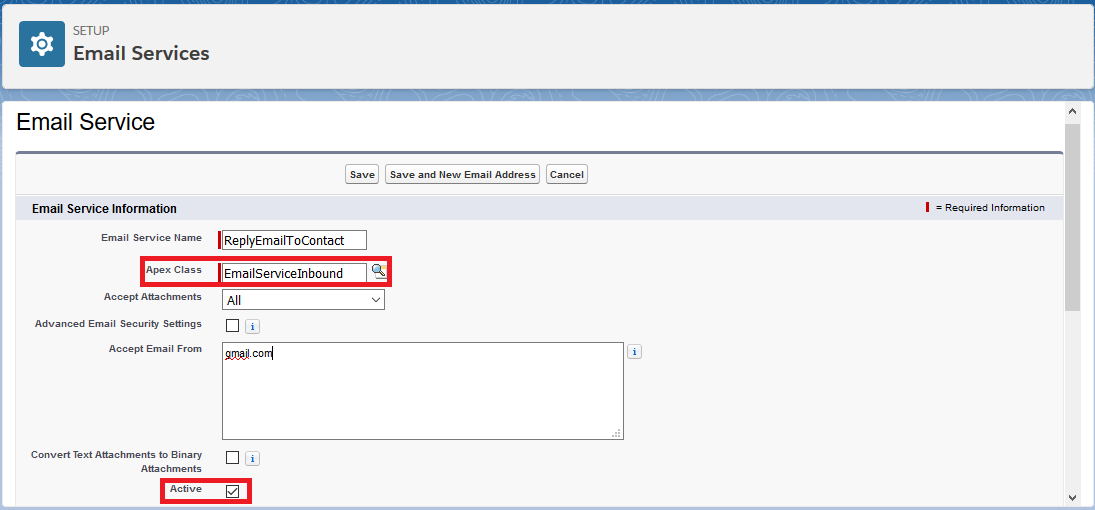 SETUP
Email Services
Email Service
Save Save and New Email Address Cancel
Email Service Information
= Required Information
Email Service Name ReplyEmailToContact
Apex Class EmailServiceInbound
Accept Attachments All
Advanced Email Security Settings i
Accept Email From gmail.com i
Convert Text Attachments to Binary
Attachments i
Active